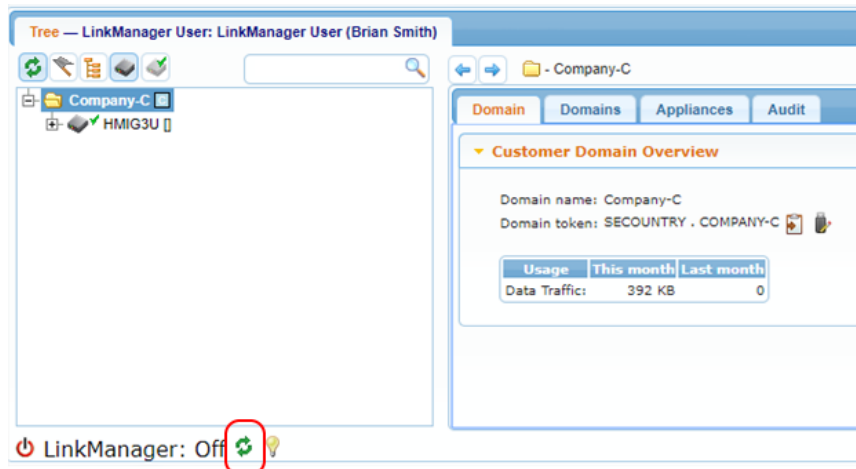 Tree — LinkManager User: LinkManager User (Brian Smith)
- Company-C
Company-C
HMIG3U []
Domain Domains Appliances Audit
Customer Domain Overview
Domain name: Company-C
Domain token: SECOUNTRY . COMPANY-C
Usage This month Last month
Data Traffic: 392 KB 0
LinkManager: Off